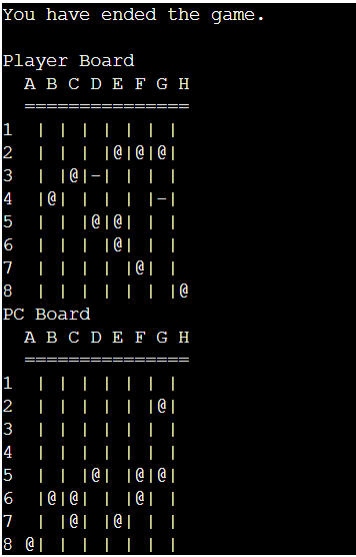 You have ended the game.
Player Board
  A B C D E F G H
  ===============
1  | | | | | | |
2  | | | |@|@|@|
3  | |@|-| | | |
4  |@| | | | |-|
5  | | |@|@| | |
6  | | | |@| | |
7  | | | | |@| |
8  | | | | | | |@
PC Board
  A B C D E F G H
  ===============
1  | | | | | | |
2  | | | | | |@|
3  | | | | | | |
4  | | | | | | |
5  | | |@| |@|@|
6  |@|@| | |@| |
7  | |@| |@| | |
8 @| | | | | | |